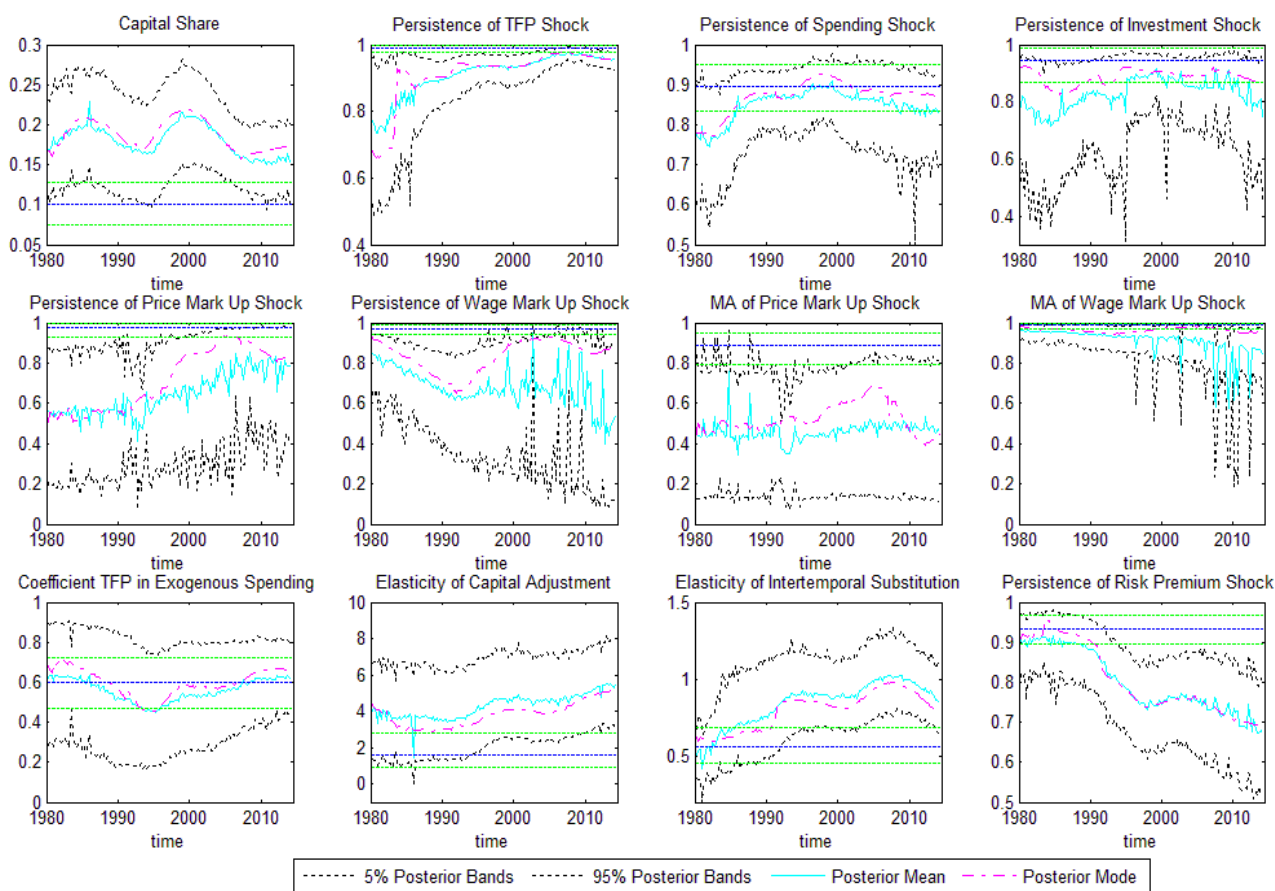 Capital Share
Persistence of TFP Shock
Persistence of Spending Shock
Persistence of Investment Shock
0.3
0.25
0.2
0.15
0.1
0.05
1980 1990 2000 2010
time
1
0.8
0.6
0.4
1980 1990 2000 2010
time
1
0.9
0.8
0.7
0.6
0.5
1980 1990 2000 2010
time
1
0.8
0.6
0.4
1980 1990 2000 2010
time
Persistence of Price Mark Up Shock
Persistence of Wage Mark Up Shock
MA of Price Mark Up Shock
MA of Wage Mark Up Shock
1
0.8
0.6
0.4
0.2
0
1980 1990 2000 2010
time
1
0.8
0.6
0.4
0.2
0
1980 1990 2000 2010
time
1
0.8
0.6
0.4
0.2
0
1980 1990 2000 2010
time
1
0.8
0.6
0.4
0.2
0
1980 1990 2000 2010
time
Coefficient TFP in Exogenous Spending
Elasticity of Capital Adjustment
Elasticity of Intertemporal Substitution
Persistence of Risk Premium Shock
1
0.8
0.6
0.4
0.2
0
1980 1990 2000 2010
time
10
8
6
4
2
0
1980 1990 2000 2010
time
1.5
1
0.5
1980 1990 2000 2010
time
1
0.9
0.8
0.7
0.6
0.5
1980 1990 2000 2010
time
5% Posterior Bands 95% Posterior Bands Posterior Mean Posterior Mode